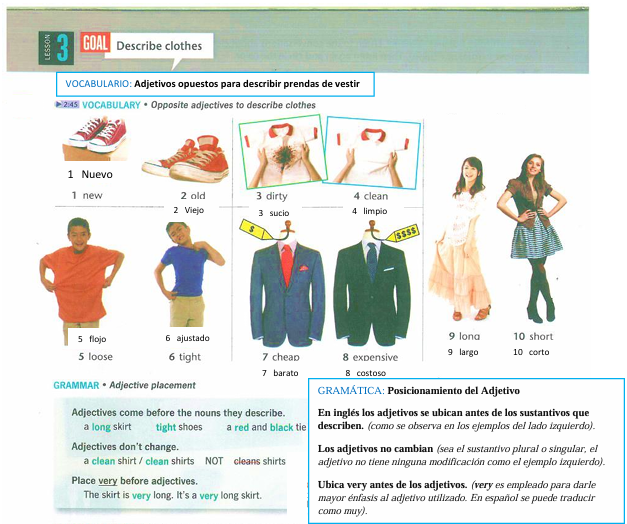 LESSON 3 GOAL Describe clothes
VOCABULARIO: Adjetivos opuestos para describir prendas de vestir
2:45 VOCABULARY • Opposite adjectives to describe clothes
1 Nuevo
1 new
2 old
2 Viejo
3 dirty
3 sucio
4 clean
4 limpio
5 flojo
5 loose
6 ajustado
6 tight
$
7 cheap
7 barato
$$$$
8 expensive
8 costoso
9 long
9 largo
10 short
10 corto
GRAMMAR • Adjective placement
Adjectives come before the nouns they describe.
a long skirt tight shoes a red and black tie
Adjectives don't change.
a clean shirt / clean shirts NOT cleans shirts
Place very before adjectives.
The skirt is very long. It's a very long skirt.
GRAMÁTICA: Posicionamiento del Adjetivo
En inglés los adjetivos se ubican antes de los sustantivos que
describen. (como se observa en los ejemplos del lado izquierdo).
Los adjetivos no cambian (sea el sustantivo plural o singular, el
adjetivo no tiene ninguna modificación como el ejemplo izquierdo).
Ubica very antes de los adjetivos. (very es empleado para darle
mayor énfasis al adjetivo utilizado. En español se puede traducir
como muy).